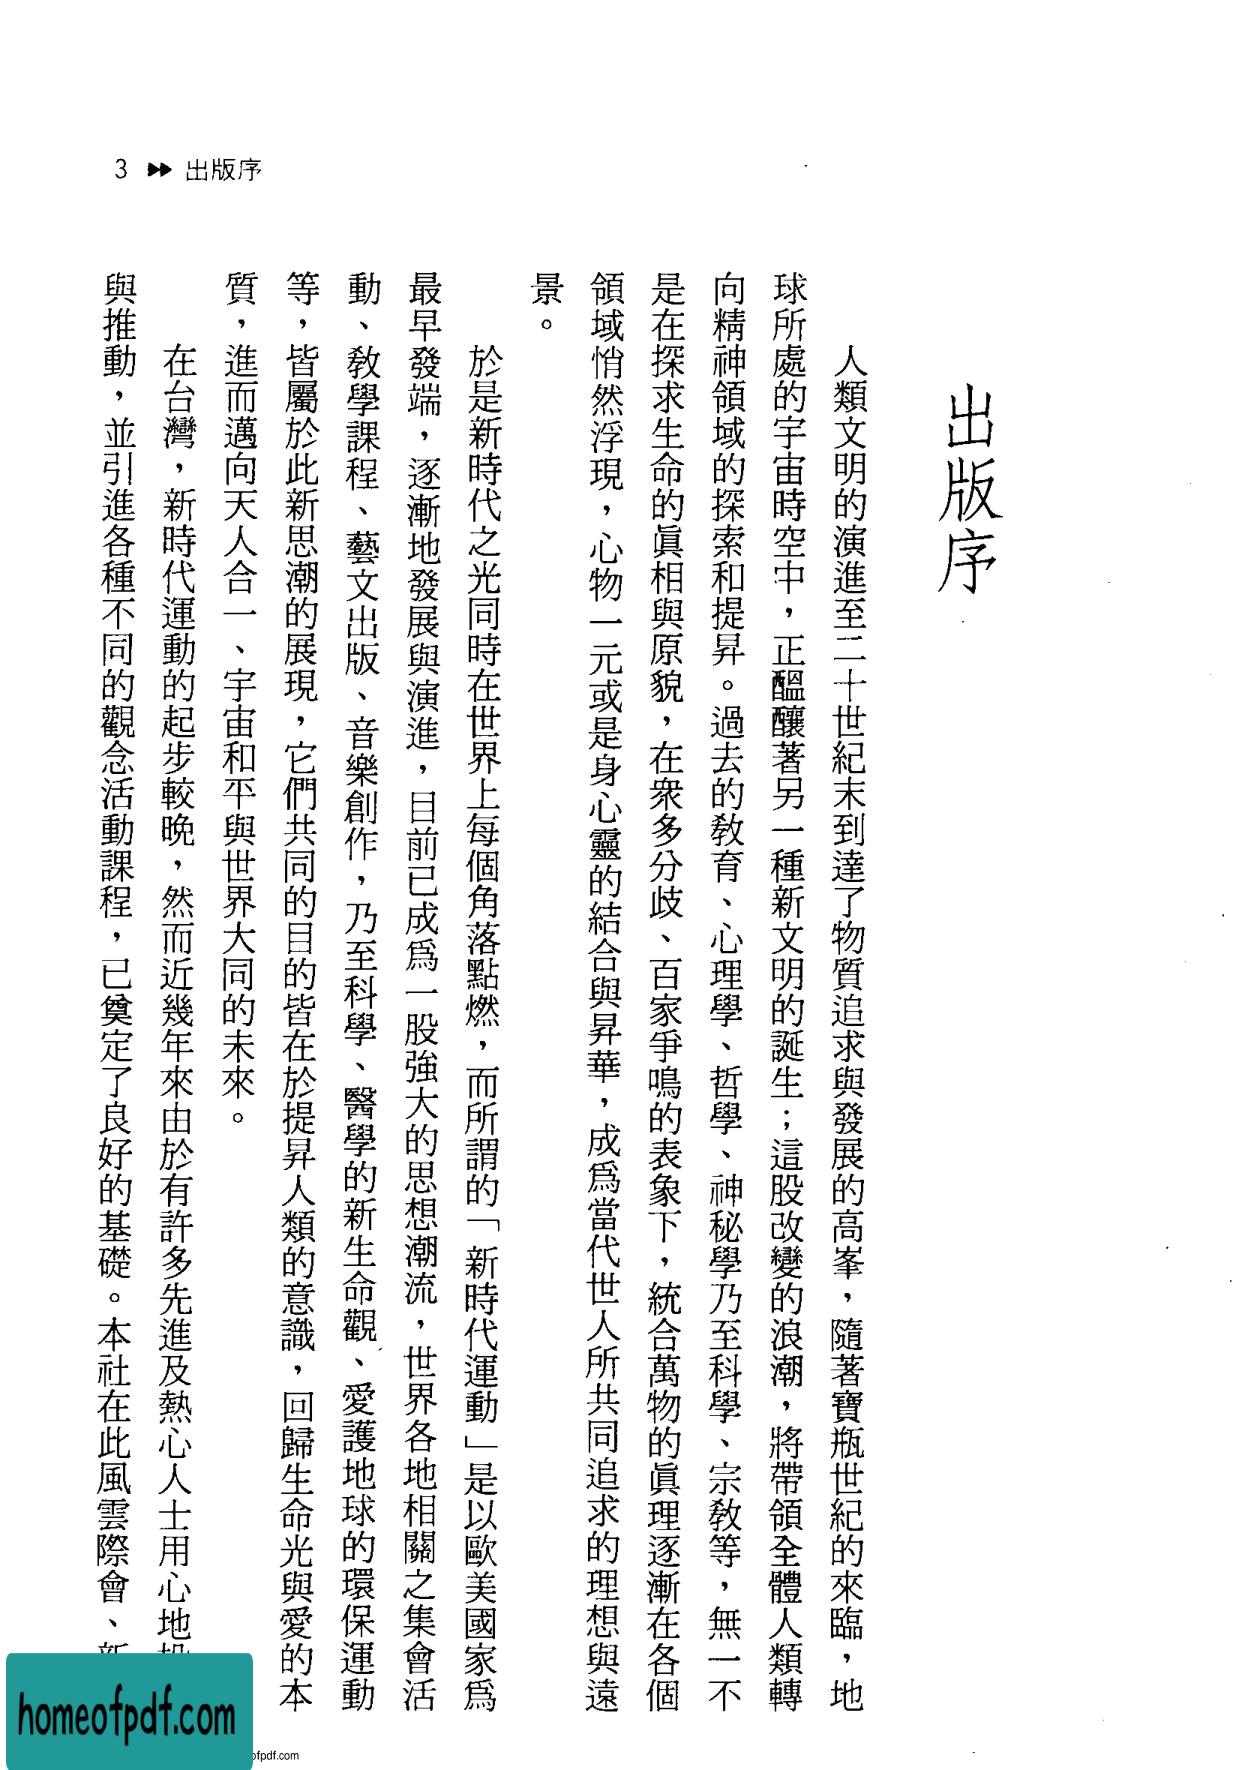 3 ▸▸ 出版序
出版序
人類文明的演進至二十世紀末到達了物質追求與發展的高峯，隨著寶瓶世紀的來臨，地
球所處的宇宙時空中，正醞釀著另一種新文明的誕生；這股改變的浪潮，將帶領全體人類轉
向精神領域的探索和提昇。過去的教育、心理學、哲學、神秘學乃至科學、宗教等，無一不
是在探求生命的眞相與原貌，在衆多分歧、百家爭鳴的表象下，統合萬物的眞理逐漸在各個
領域悄然浮現，心物一元或是身心靈的結合與昇華，成爲當代世人所共同追求的理想與遠
景。
於是新時代之光同時在世界上每個角落點燃，而所謂的「新時代運動」是以歐美國家爲
最早發端，逐漸地發展與演進，目前已成爲一股強大的思想潮流，世界各地相關之集會活
動、教學課程、藝文出版、音樂創作，乃至科學、醫學的新生命觀、愛護地球的環保運動
等，皆屬於此新思潮的展現，它們共同的目的皆在於提昇人類的意識，回歸生命光與愛的本
質，進而邁向天人合一、宇宙和平與世界大同的未來。
在台灣，新時代運動的起步較晚，然而近幾年來由於有許多先進及熱心人士用心地
與推動，並引進各種不同的觀念活動課程，已奠定了良好的基礎。本社在此風雲際會、
homeofpdf.com
ofpdf.com